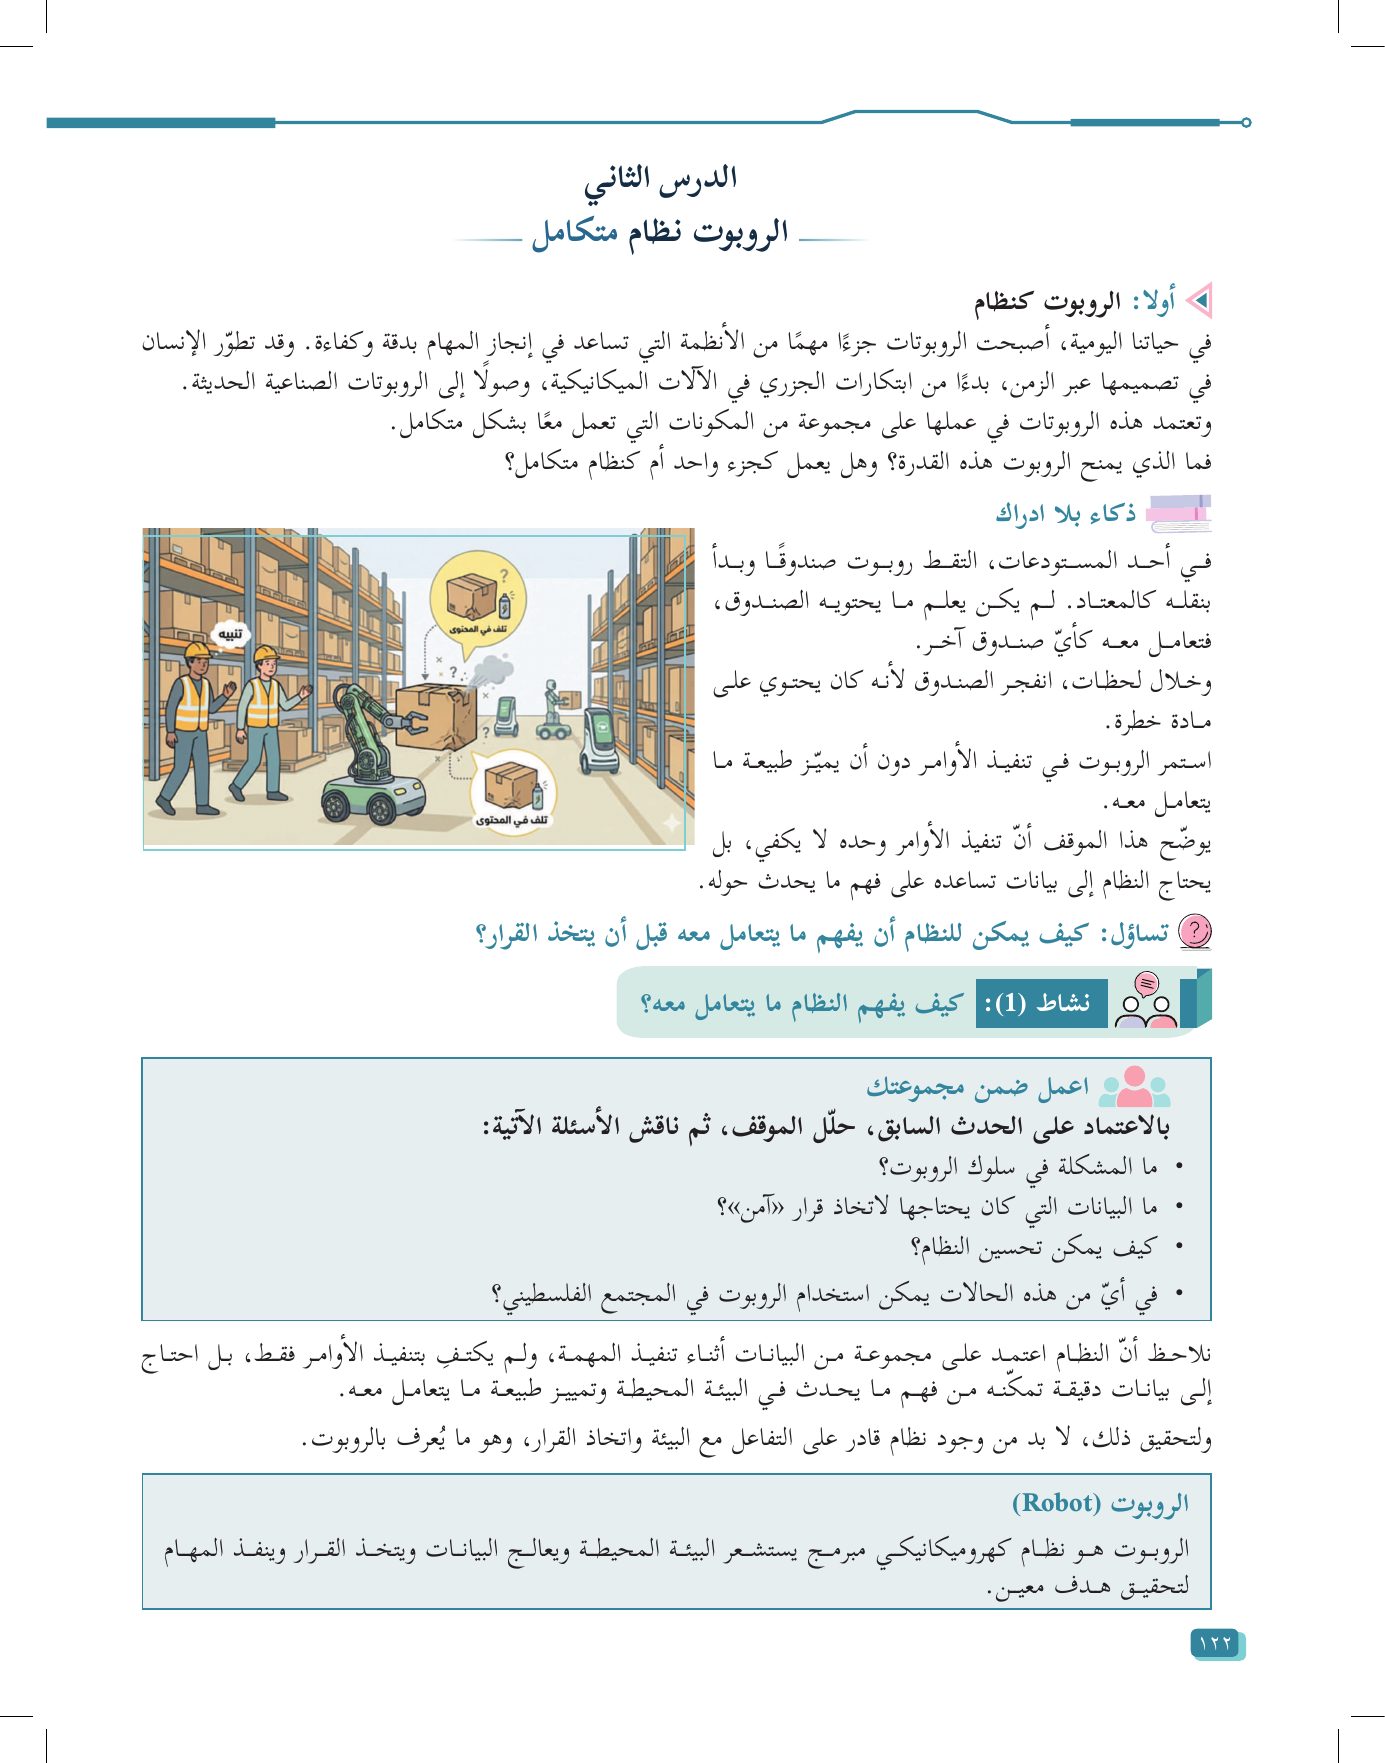 الدرس الثاني
الروبوت نظام متكامل
أولا: الروبوت كنظام
في حياتنا اليومية، أصبحت الروبوتات جزءًا مهمًا من الأنظمة التي تساعد في إنجاز المهام بدقة وكفاءة. وقد تطوّر الإنسان
في تصميمها عبر الزمن، بدءًا من ابتكارات الجزري في الآلات الميكانيكية، وصولًا إلى الروبوتات الصناعية الحديثة.
وتعتمد هذه الروبوتات في عملها على مجموعة من المكونات التي تعمل معًا بشكل متكامل.
فما الذي يمنح الروبوت هذه القدرة؟ وهل يعمل كجزء واحد أم كنظام متكامل؟
ذكاء بلا ادراك
في أحد المستودعات، التقط روبوت صندوقًا وبدأ
بنقله كالمعتاد. لم يكن يعلم ما يحتويه الصندوق،
فتعامل معه كأيّ صندوق آخر.
وخلال لحظات، انفجر الصندوق لأنه كان يحتوي على
مادة خطرة.
استمر الروبوت في تنفيذ الأوامر دون أن يميّز طبيعة ما
يتعامل معه.
يوضّح هذا الموقف أنّ تنفيذ الأوامر وحده لا يكفي، بل
يحتاج النظام إلى بيانات تساعده على فهم ما يحدث حوله.
تنبيه
?
تلف في المحتوى
?
?
تلف في المحتوى
تساؤل: كيف يمكن للنظام أن يفهم ما يتعامل معه قبل أن يتخذ القرار؟
نشاط (1): كيف يفهم النظام ما يتعامل معه؟
اعمل ضمن مجموعتك
بالاعتماد على الحدث السابق، حلّل الموقف، ثم ناقش الأسئلة الآتية:
• ما المشكلة في سلوك الروبوت؟
• ما البيانات التي كان يحتاجها لاتخاذ قرار «آمن»؟
• كيف يمكن تحسين النظام؟
• في أيّ من هذه الحالات يمكن استخدام الروبوت في المجتمع الفلسطيني؟
نلاحظ أنّ النظام اعتمد على مجموعة من البيانات أثناء تنفيذ المهمة، ولم يكتفِ بتنفيذ الأوامر فقط، بل احتاج
إلى بيانات دقيقة تمكّنه من فهم ما يحدث في البيئة المحيطة وتمييز طبيعة ما يتعامل معه.
ولتحقيق ذلك، لا بد من وجود نظام قادر على التفاعل مع البيئة واتخاذ القرار، وهو ما يُعرف بالروبوت.
الروبوت (Robot)
الروبوت هو نظام كهروميكانيكي مبرمج يستشعر البيئة المحيطة ويعالج البيانات ويتخذ القرار وينفذ المهام
لتحقيق هدف معين.
١٢٢